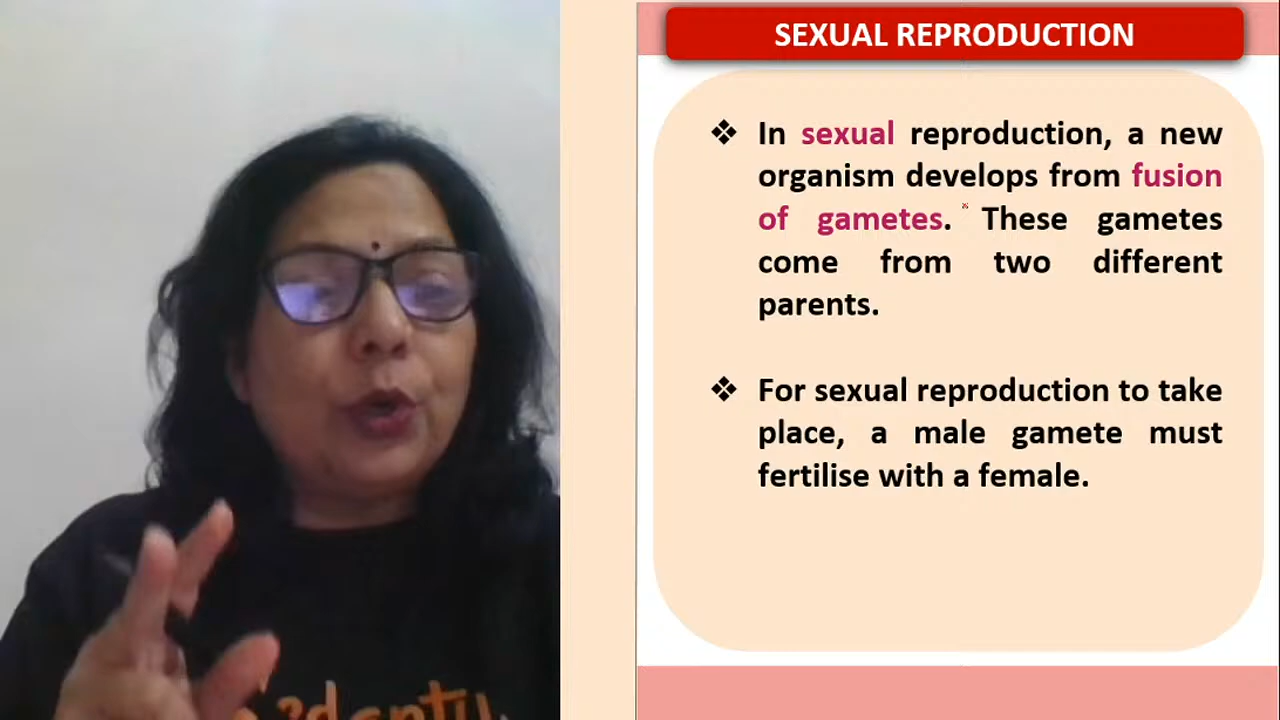 SEXUAL REPRODUCTION
❖ In sexual reproduction, a new
organism develops from fusion
of gametes. These gametes
come from two different
parents.
❖ For sexual reproduction to take
place, a male gamete must
fertilise with a female.